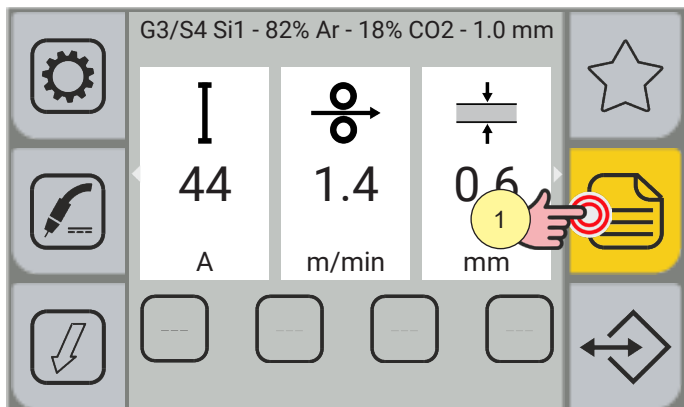 G3/S4 Si1 - 82% Ar - 18% CO2 - 1.0 mm
44 1.4 0.6
1
A m/min mm
--- --- --- ---